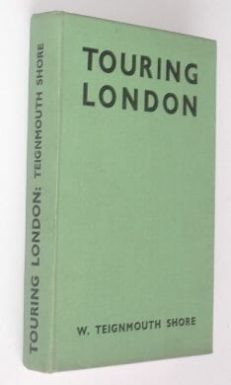 TOURING
LONDON
W. TEIGNMOUTH SHORE
TOURING LONDON: TEIGNMOUTH SHORE